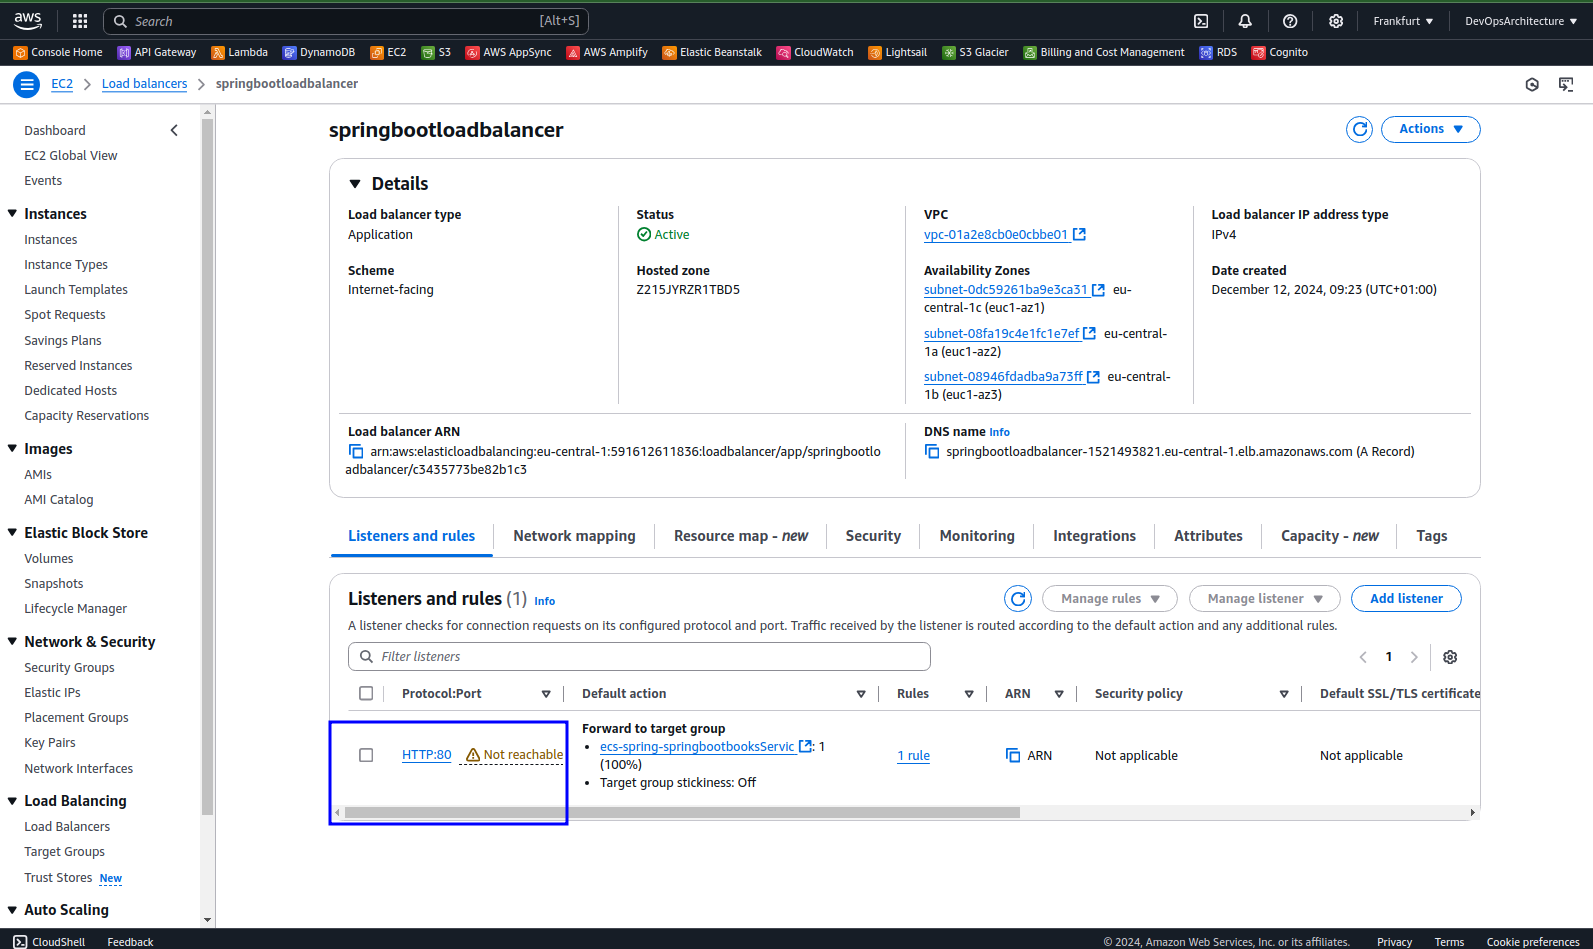 aws
Search [Alt+S]
Frankfurt
DevOpsArchitecture
Console Home
API Gateway
Lambda
DynamoDB
EC2
S3
AWS AppSync
AWS Amplify
Elastic Beanstalk
CloudWatch
Lightsail
S3 Glacier
Billing and Cost Management
RDS
Cognito
EC2
Load balancers
springbootloadbalancer
Dashboard
EC2 Global View
Events
Instances
Instances
Instance Types
Launch Templates
Spot Requests
Savings Plans
Reserved Instances
Dedicated Hosts
Capacity Reservations
Images
AMIs
AMI Catalog
Elastic Block Store
Volumes
Snapshots
Lifecycle Manager
Network & Security
Security Groups
Elastic IPs
Placement Groups
Key Pairs
Network Interfaces
Load Balancing
Load Balancers
Target Groups
Trust Stores New
Auto Scaling
springbootloadbalancer
Actions
Details
Load balancer type
Application
Status
Active
VPC
vpc-01a2e8cb0e0cbbe01
Load balancer IP address type
IPv4
Scheme
Internet-facing
Hosted zone
Z215JYRZR1TBD5
Availability Zones
subnet-0dc59261ba9e3ca31 eu-
central-1c (euc1-az1)
subnet-08fa19c4e1fc1e7ef eu-central-
1a (euc1-az2)
subnet-08946fdadba9a73ff eu-central-
1b (euc1-az3)
Date created
December 12, 2024, 09:23 (UTC+01:00)
Load balancer ARN
arn:aws:elasticloadbalancing:eu-central-1:591612611836:loadbalancer/app/springbootlo
adbalancer/c3435773be82b1c3
DNS name Info
springbootloadbalancer-1521493821.eu-central-1.elb.amazonaws.com (A Record)
Listeners and rules
Network mapping
Resource map - new
Security
Monitoring
Integrations
Attributes
Capacity - new
Tags
Listeners and rules (1) Info
Manage rules
Manage listener
Add listener
A listener checks for connection requests on its configured protocol and port. Traffic received by the listener is routed according to the default action and any additional rules.
Filter listeners
1
Protocol:Port
Default action
Rules
ARN
Security policy
Default SSL/TLS certificate
HTTP:80
Not reachable
Forward to target group
• ecs-spring-springbootbooksServic : 1
(100%)
• Target group stickiness: Off
1 rule
ARN
Not applicable
Not applicable
CloudShell
Feedback
© 2024, Amazon Web Services, Inc. or its affiliates.
Privacy
Terms
Cookie preferences